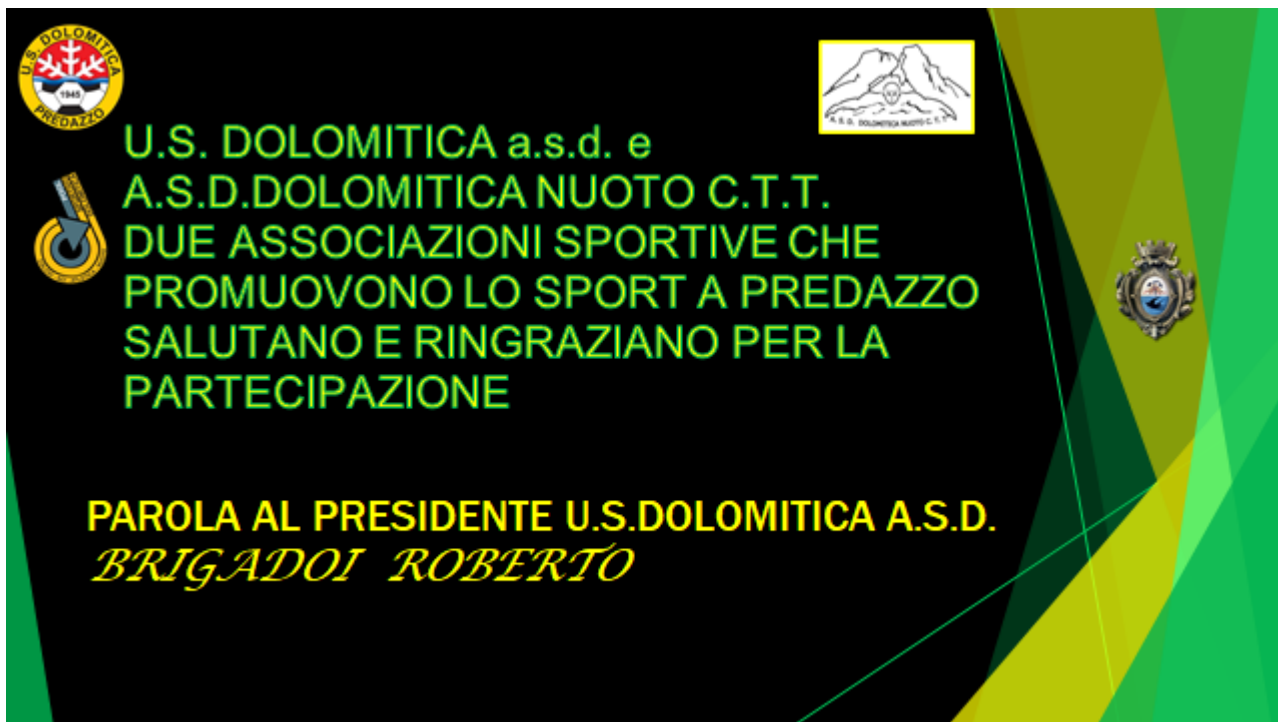 U.S. DOLOMITICA
1945
PREDAZZO
A.S.D. DOLOMITICA NUOTO C.T.T.
U.S. DOLOMITICA a.s.d. e
A.S.D.DOLOMITICA NUOTO C.T.T.
DUE ASSOCIAZIONI SPORTIVE CHE
PROMUOVONO LO SPORT A PREDAZZO
SALUTANO E RINGRAZIANO PER LA
PARTECIPAZIONE
PAROLA AL PRESIDENTE U.S.DOLOMITICA A.S.D.
BRIGADOI ROBERTO